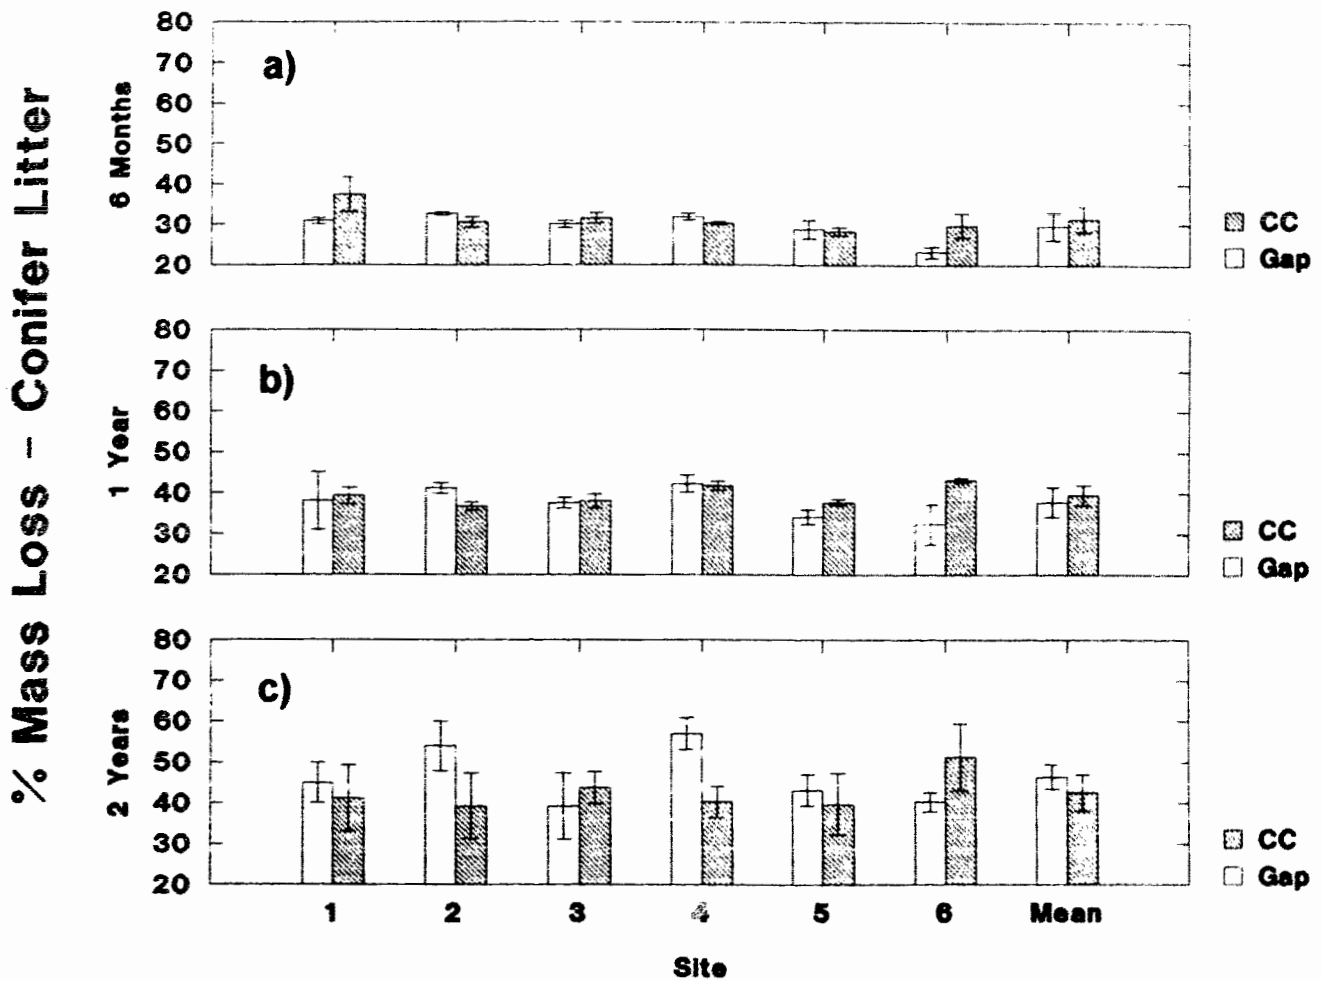 % Mass Loss - Conifer Litter
6 Months
a)
80
70
60
50
40
30
20
CC
Gap
1 Year
b)
80
70
60
50
40
30
20
CC
Gap
2 Years
c)
80
70
60
50
40
30
20
CC
Gap
1 2 3 4 5 6 Mean
Site